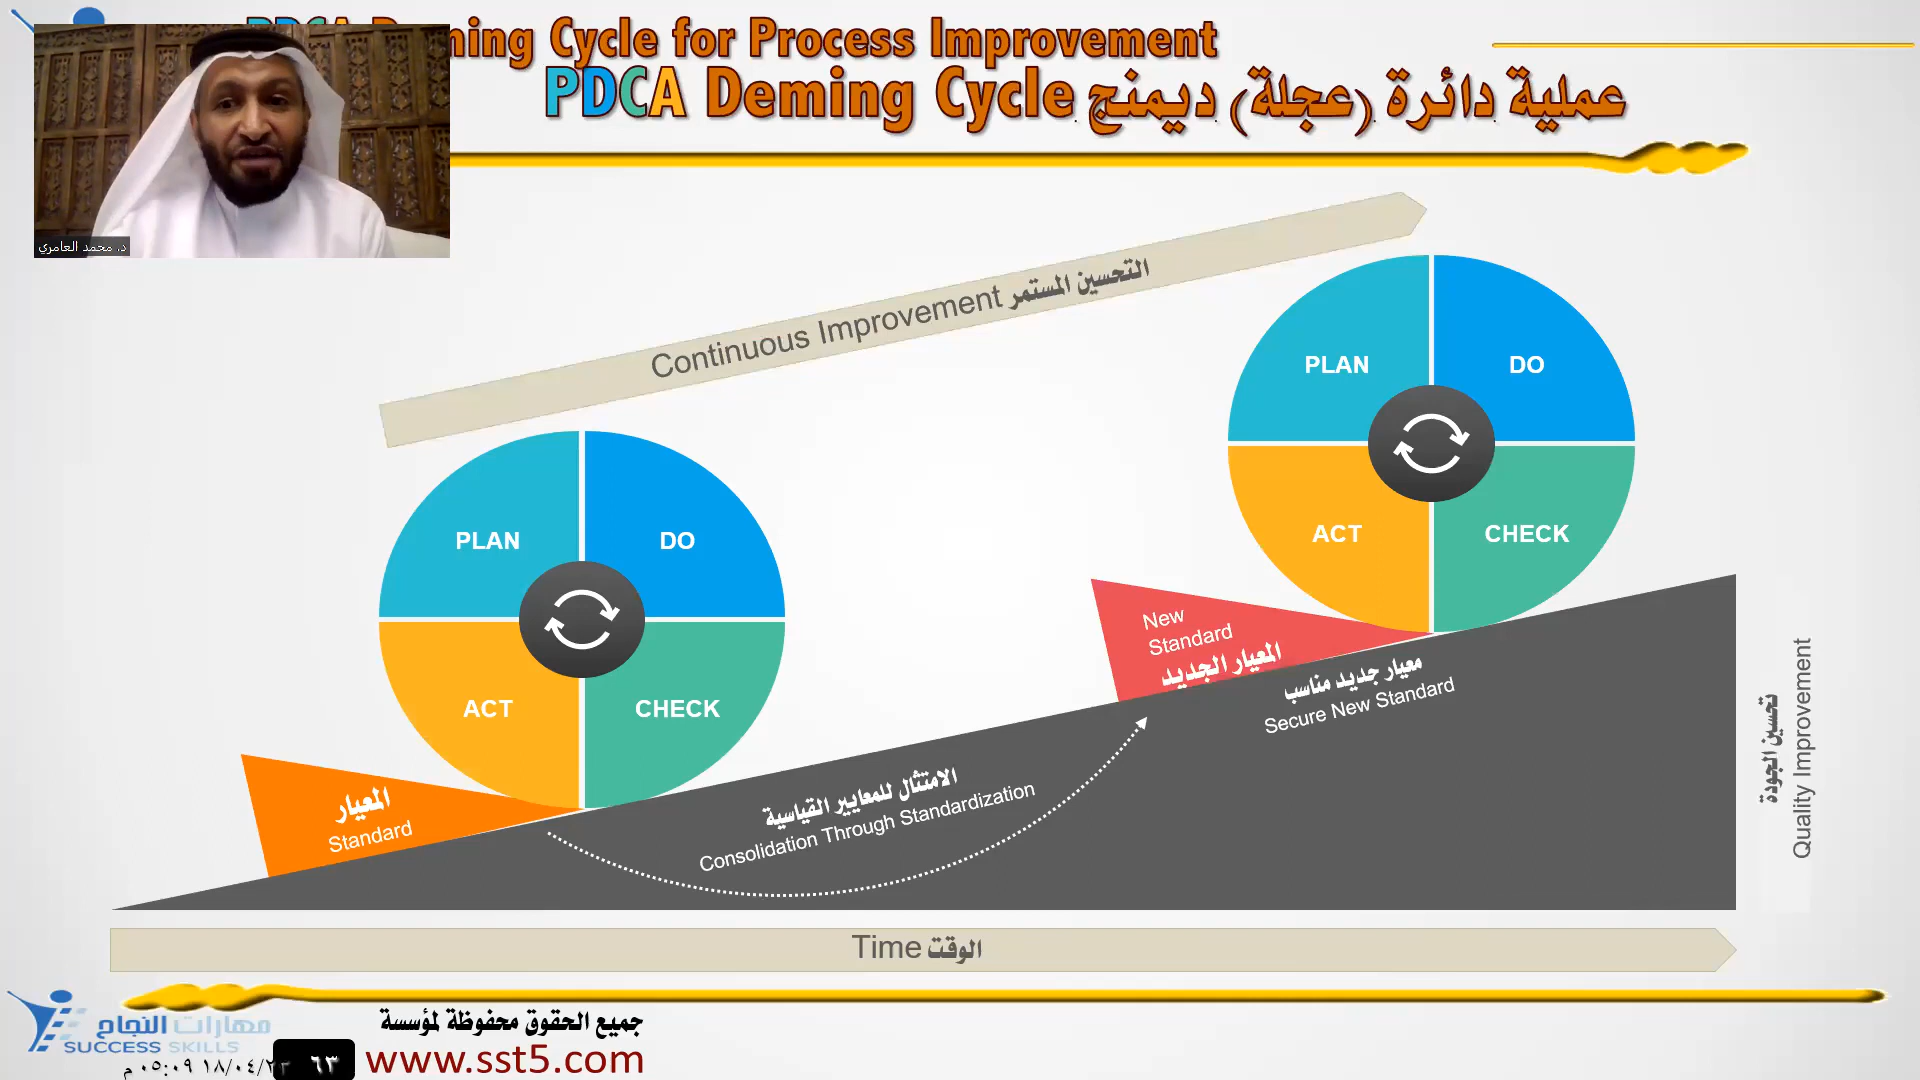 ning Cycle for Process Improvement
عملية دائرة (عجلة) ديمنج PDCA Deming Cycle
د. محمد العامري
Continuous Improvement التحسين المستمر
PLAN
DO
ACT
CHECK
PLAN
DO
ACT
CHECK
المعيار
Standard
الامتثال للمعايير القياسية
Consolidation Through Standardization
New
Standard
المعيار الجديد
معيار جديد مناسب
Secure New Standard
تحسين الجودة
Quality Improvement
Time الوقت
مهارات النجاح
SUCCESS SKILLS
جميع الحقوق محفوظة لمؤسسة
www.sst5.com
٦٣
١٨/٠٤/٢٣ ٠٥:٠٩ م